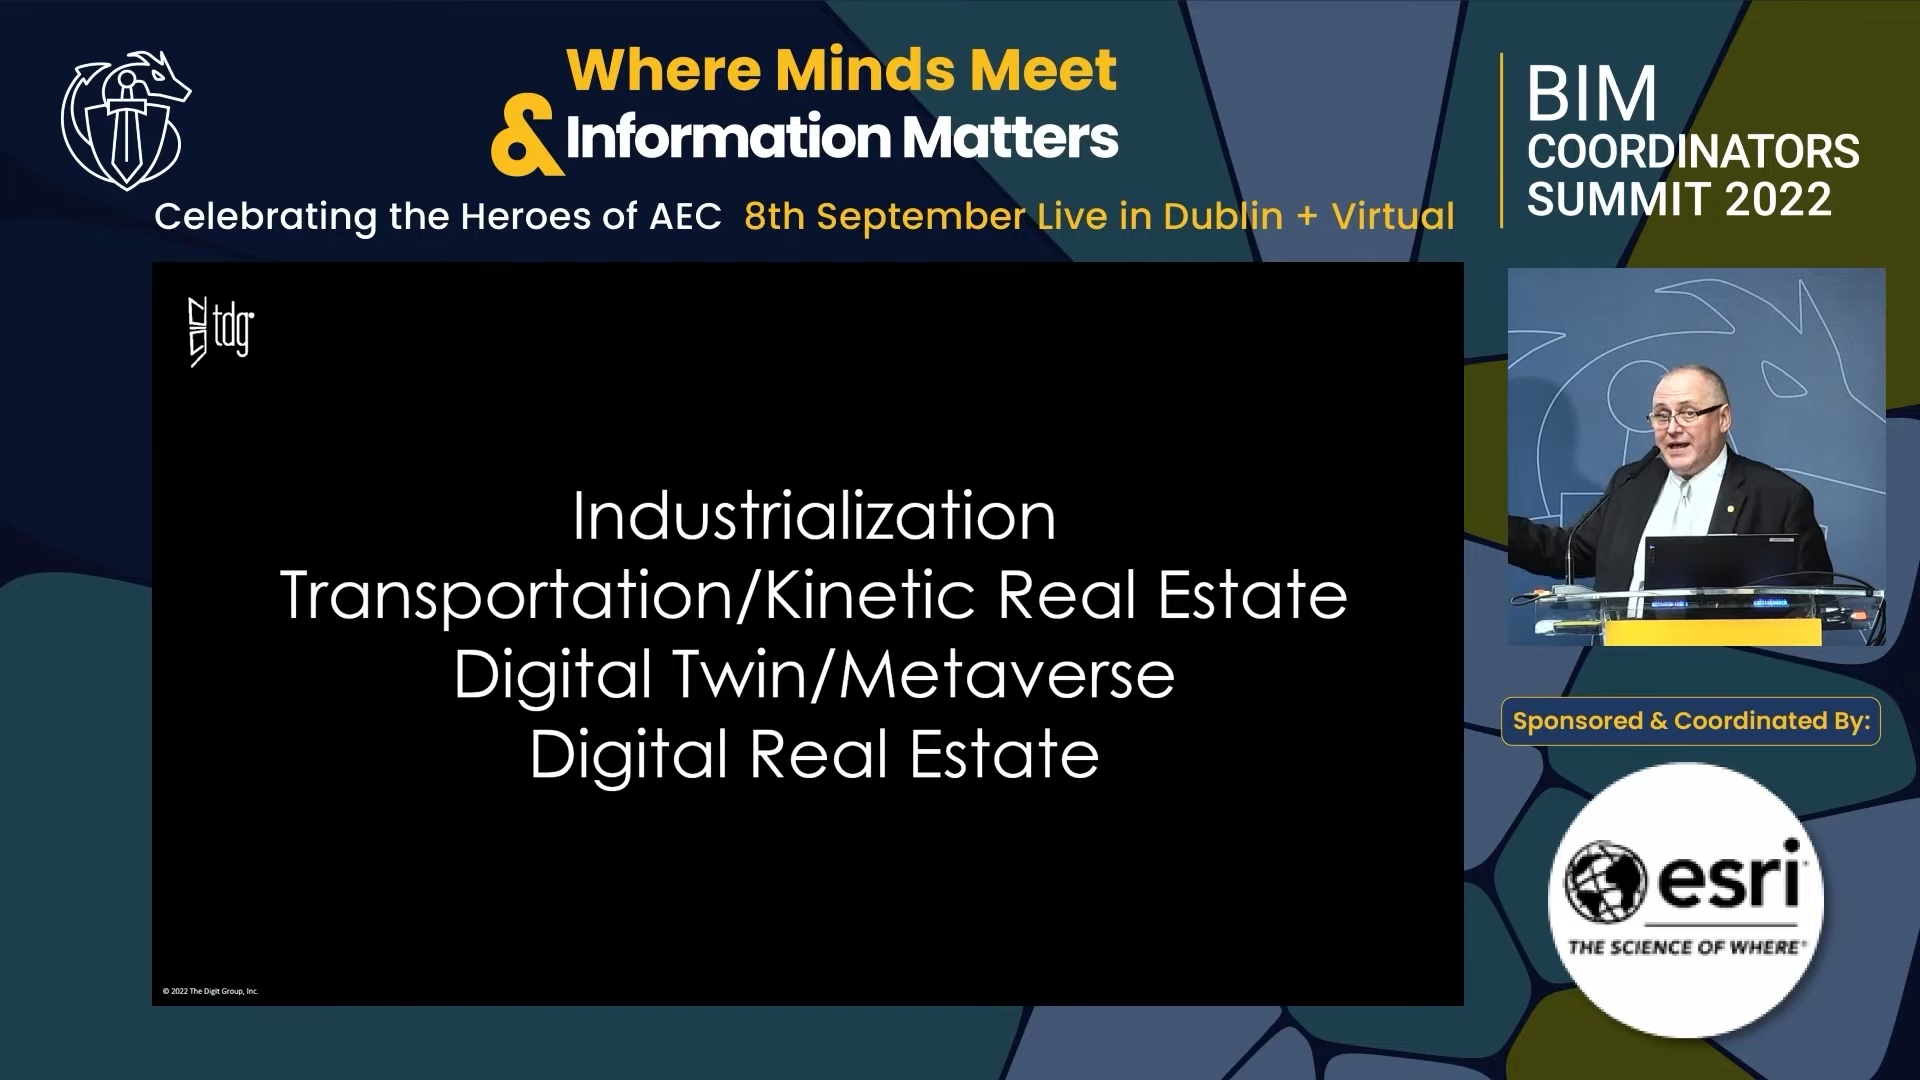 Where Minds Meet
& Information Matters
Celebrating the Heroes of AEC 8th September Live in Dublin + Virtual
BIM
COORDINATORS
SUMMIT 2022
tdg
Industrialization
Transportation/Kinetic Real Estate
Digital Twin/Metaverse
Digital Real Estate
© 2022 The Digit Group, Inc.
Sponsored & Coordinated By:
esri
THE SCIENCE OF WHERE®